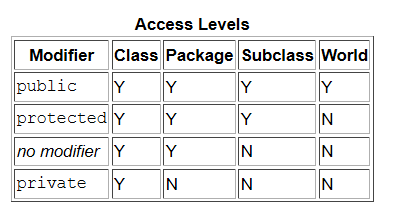 Access Levels
Modifier Class Package Subclass World
public Y Y Y Y
protected Y Y Y N
no modifier Y Y N N
private Y N N N